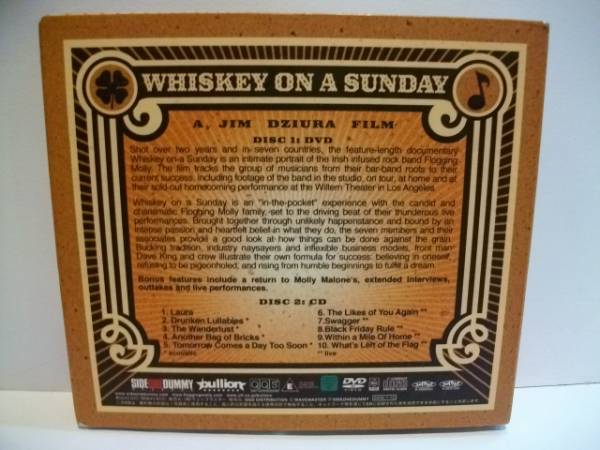 WHISKEY ON A SUNDAY
A JIM DZIURA FILM
DISC 1: DVD
Shot over two years and in seven countries, the feature-length documentary
Whiskey on a Sunday is an intimate portrait of the Irish infused rock band Flogging
Molly. The film tracks the group of musicians from their bar-band roots to their
current success. Including footage of the band in the studio, on tour, at home and at
their sold-out homecoming performance at the Wiltern Theater in Los Angeles.
Whiskey on a Sunday is an "in-the-pocket" experience with the candid and
charismatic Flogging Molly family, set to the driving beat of their thunderous live
performances. Brought together through unlikely happenstance and bound by an
intense passion and heartfelt belief in what they do, the seven members and their
associates provide a good look at how things can be done against the grain.
Bucking tradition, industry naysayers and inflexible business models, front man
Dave King and crew illustrate their own formula for success: believing in oneself,
refusing to be pigeonholed, and rising from humble beginnings to fulfill a dream.
Bonus features include a return to Molly Malone's, extended interviews,
outtakes and live performances.
DISC 2: CD
1. Laura
2. Drunken Lullabies *
3. The Wanderlust *
4. Another Bag of Bricks *
5. Tomorrow Comes a Day Too Soon *
* acoustic
6. The Likes of You Again **
7. Swagger **
8. Black Friday Rule **
9. Within a Mile Of Home **
10. What's Left of the Flag **
** live
SIDEONEDUMMY bullion DVD
www.sideonedummy.com www.floggingmolly.com